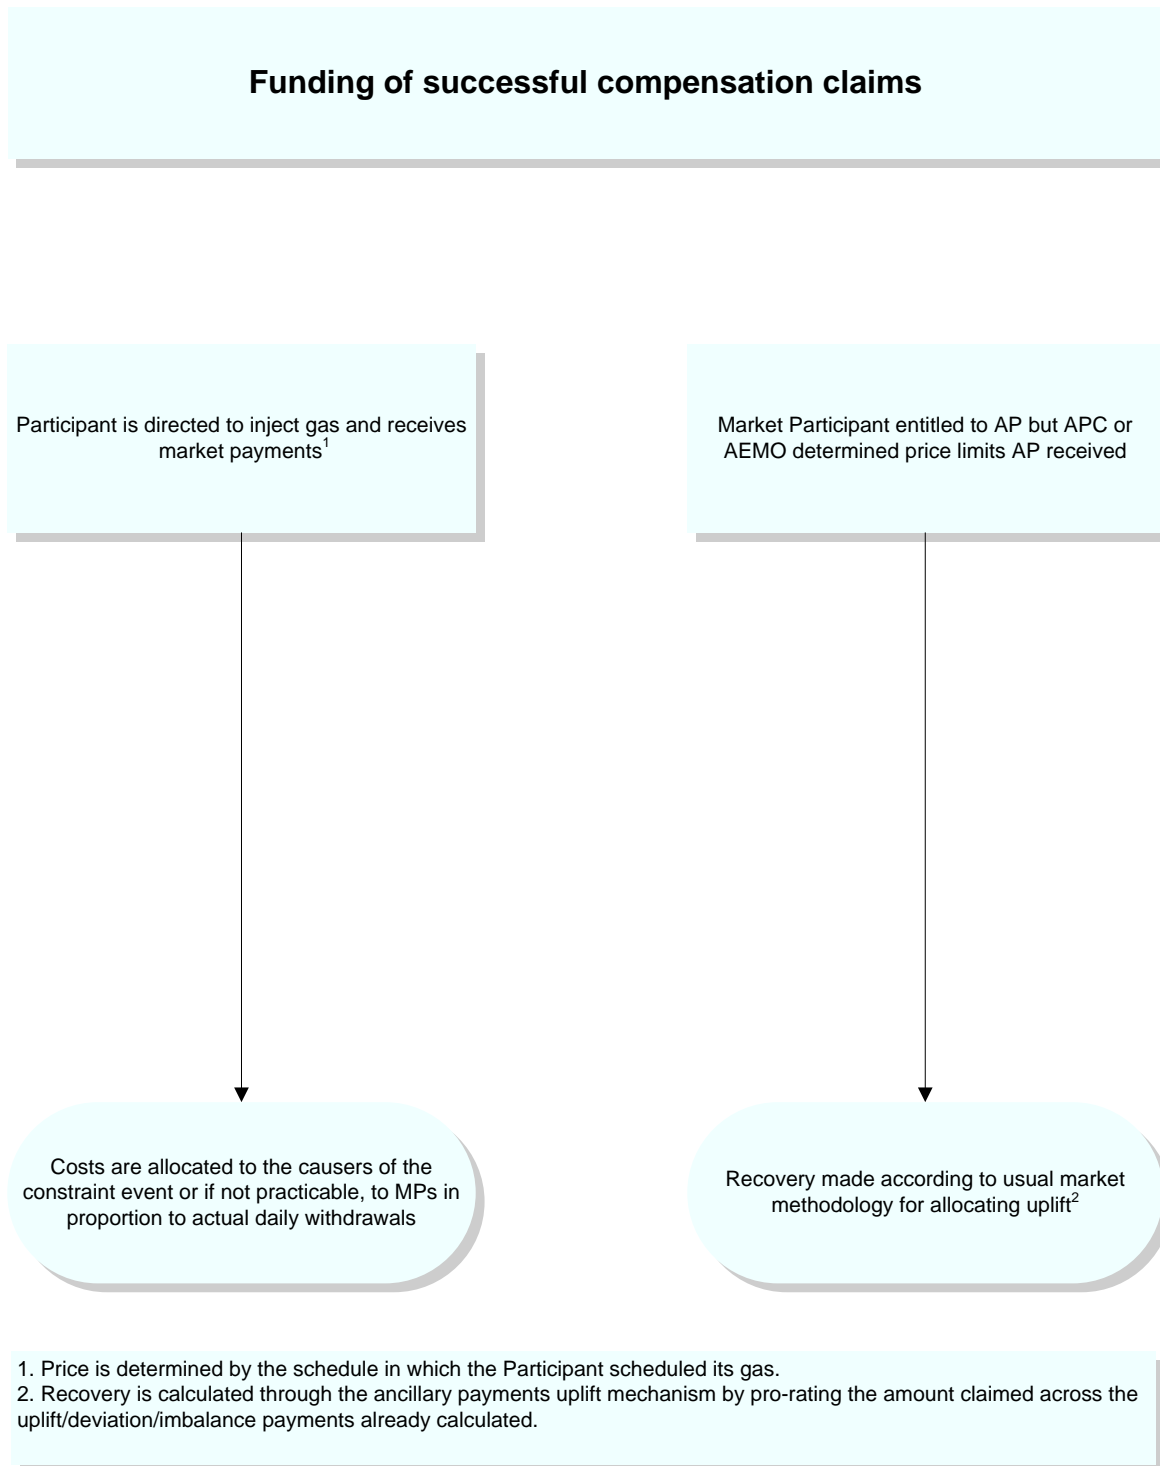 Funding of successful compensation claims
Participant is directed to inject gas and receives
market payments1
Market Participant entitled to AP but APC or
AEMO determined price limits AP received
Costs are allocated to the causers of the
constraint event or if not practicable, to MPs in
proportion to actual daily withdrawals
Recovery made according to usual market
methodology for allocating uplift2
1. Price is determined by the schedule in which the Participant scheduled its gas.
2. Recovery is calculated through the ancillary payments uplift mechanism by pro-rating the amount claimed across the
uplift/deviation/imbalance payments already calculated.